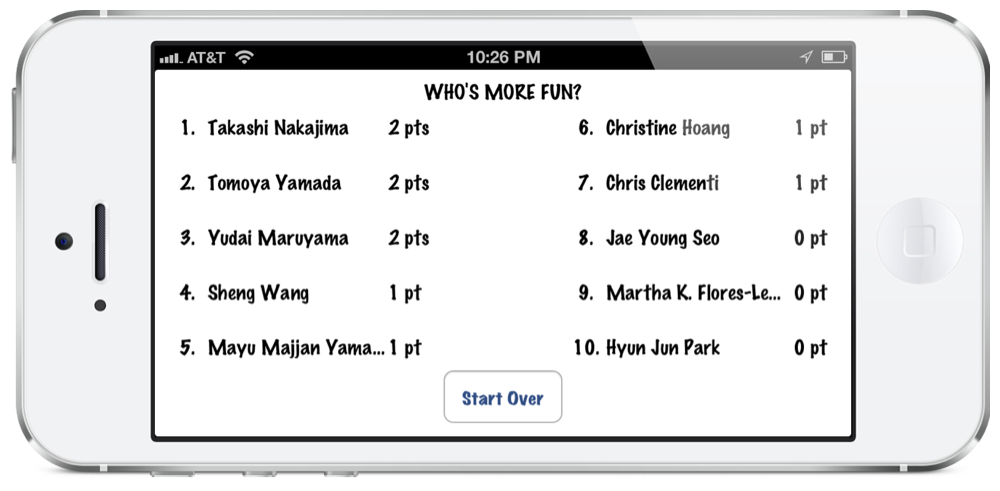 AT&T 10:26 PM
WHO'S MORE FUN?
1. Takashi Nakajima 2 pts
2. Tomoya Yamada 2 pts
3. Yudai Maruyama 2 pts
4. Sheng Wang 1 pt
5. Mayu Majjan Yama... 1 pt
6. Christine Hoang 1 pt
7. Chris Clementi 1 pt
8. Jae Young Seo 0 pt
9. Martha K. Flores-Le... 0 pt
10. Hyun Jun Park 0 pt
Start Over